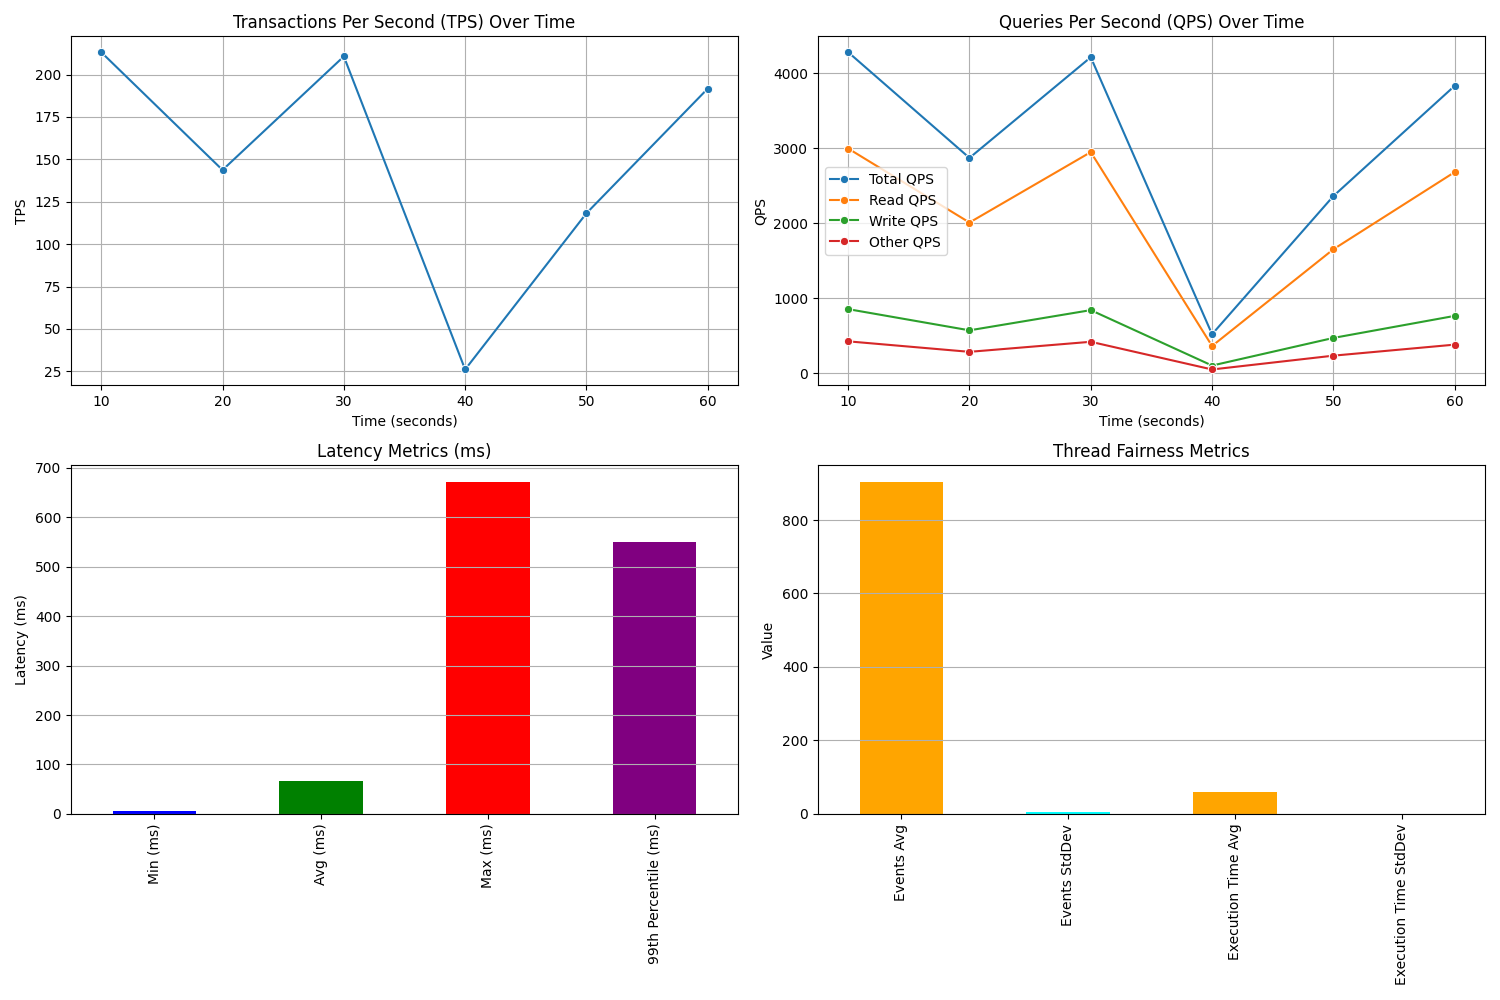 Transactions Per Second (TPS) Over Time
TPS
200
175
150
125
100
75
50
25
10 20 30 40 50 60
Time (seconds)
Queries Per Second (QPS) Over Time
QPS
4000
3000
2000
1000
0
Total QPS
Read QPS
Write QPS
Other QPS
10 20 30 40 50 60
Time (seconds)
Latency Metrics (ms)
Latency (ms)
700
600
500
400
300
200
100
0
Min (ms)
Avg (ms)
Max (ms)
99th Percentile (ms)
Thread Fairness Metrics
Value
800
600
400
200
0
Events Avg
Events StdDev
Execution Time Avg
Execution Time StdDev